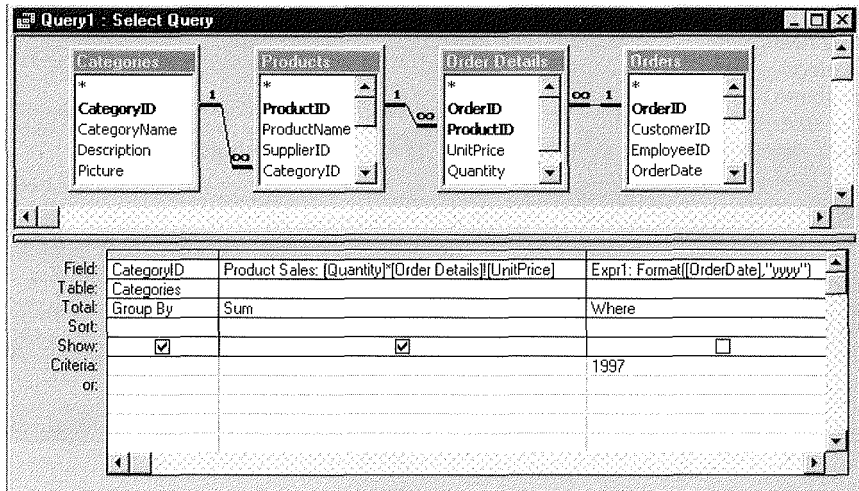 Query1 : Select Query
Categories
*
CategoryID
CategoryName
Description
Picture
Products
*
ProductID
ProductName
SupplierID
CategoryID
Order Details
*
OrderID
ProductID
UnitPrice
Quantity
Orders
*
OrderID
CustomerID
EmployeeID
OrderDate
1
∞
1
∞
∞
1
Field: CategoryID Product Sales: [Quantity]*[Order Details]![UnitPrice] Expr1: Format([OrderDate],"yyyy")
Table: Categories
Total: Group By Sum Where
Sort:
Show:
Criteria: 1997
or: